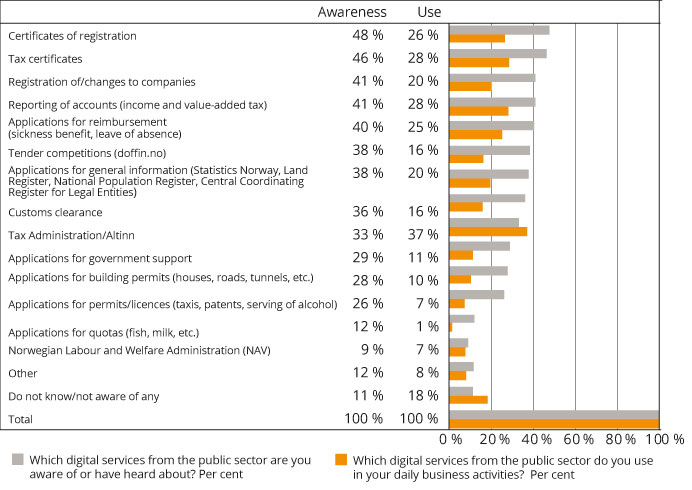 Awareness Use
Certificates of registration 48 % 26 %
Tax certificates 46 % 28 %
Registration of/changes to companies 41 % 20 %
Reporting of accounts (income and value-added tax) 41 % 28 %
Applications for reimbursement
(sickness benefit, leave of absence) 40 % 25 %
Tender competitions (doffin.no) 38 % 16 %
Applications for general information (Statistics Norway, Land 38 % 20 %
Register, National Population Register, Central Coordinating
Register for Legal Entities)
Customs clearance 36 % 16 %
Tax Administration/Altinn 33 % 37 %
Applications for government support 29 % 11 %
Applications for building permits (houses, roads, tunnels, etc.) 28 % 10 %
Applications for permits/licences (taxis, patents, serving of alcohol) 26 % 7 %
Applications for quotas (fish, milk, etc.) 12 % 1 %
Norwegian Labour and Welfare Administration (NAV) 9 % 7 %
Other 12 % 8 %
Do not know/not aware of any 11 % 18 %
Total 100 % 100 %
0 % 20 % 40 % 60 % 80 % 100 %
Which digital services from the public sector are you
aware of or have heard about? Per cent
Which digital services from the public sector do you use
in your daily business activities? Per cent